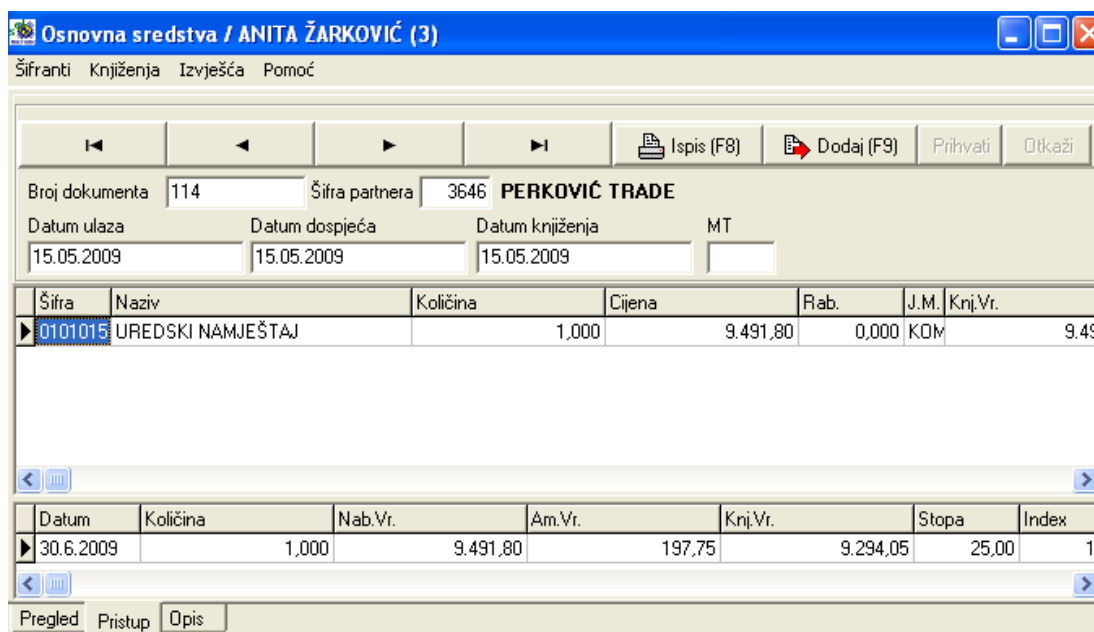 Osnovna sredstva / ANITA ŽARKOVIĆ (3)
Šifranti Knjiženja Izvješća Pomoć
Ispis (F8) Dodaj (F9) Prihvati Otkaži
Broj dokumenta 114 Šifra partnera 3646 PERKOVIĆ TRADE
Datum ulaza Datum dospjeća Datum knjiženja MT
15.05.2009 15.05.2009 15.05.2009
Šifra Naziv Količina Cijena Rab. J.M. Knj.Vr.
0101015 UREDSKI NAMJEŠTAJ 1,000 9.491,80 0,000 KOM 9.49
Datum Količina Nab.Vr. Am.Vr. Knj.Vr. Stopa Index
30.6.2009 1,000 9.491,80 197,75 9.294,05 25,00 1
Pregled Pristup Opis